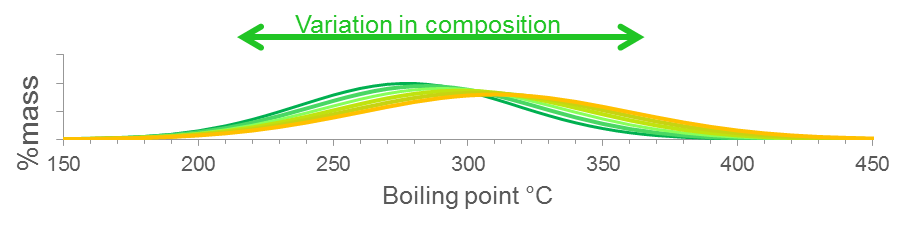 Variation in composition
%mass
150 200 250 300 350 400 450
Boiling point °C